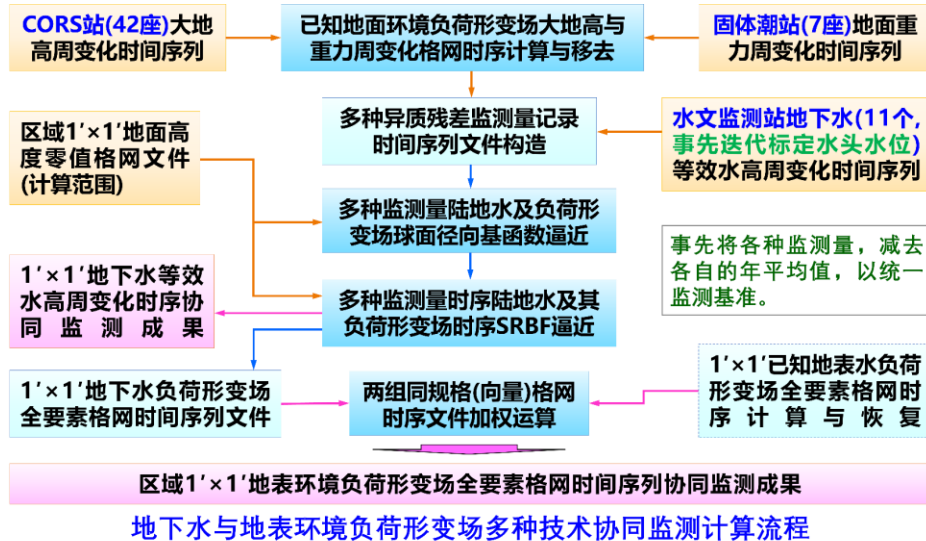 CORS站(42座)大地
高周变化时间序列
已知地面环境负荷形变场大地高与
重力周变化格网时序计算与移去
固体潮站(7座)地面重
力周变化时间序列
多种异质残差监测量记录
时间序列文件构造
区域1′×1′地面高
度零值格网文件
(计算范围)
水文监测站地下水(11个,
事先迭代标定水头水位)
等效水高周变化时间序列
多种监测量陆地水及负荷形
变场球面径向基函数逼近
事先将各种监测量，减去
各自的年平均值，以统一
监测基准。
1′×1′地下水等效
水高周变化时序协
同监测成果
多种监测量时序陆地水及其
负荷形变场时序SRBF逼近
1′×1′地下水负荷形变场
全要素格网时间序列文件
两组同规格(向量)格网
时序文件加权运算
1′×1′已知地表水负荷
形变场全要素格网时
序计算与恢复
区域1′×1′地表环境负荷形变场全要素格网时间序列协同监测成果
地下水与地表环境负荷形变场多种技术协同监测计算流程